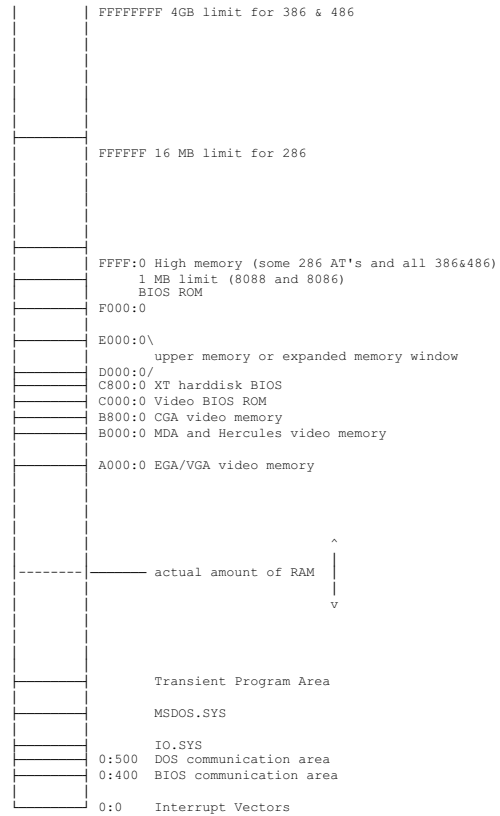 FFFFFFFF 4GB limit for 386 & 486
FFFFFF 16 MB limit for 286
FFFF:0 High memory (some 286 AT's and all 386&486)
1 MB limit (8088 and 8086)
BIOS ROM
F000:0
E000:0\
upper memory or expanded memory window
D000:0/
C800:0 XT harddisk BIOS
C000:0 Video BIOS ROM
B800:0 CGA video memory
B000:0 MDA and Hercules video memory
A000:0 EGA/VGA video memory
^
actual amount of RAM
v
Transient Program Area
MSDOS.SYS
IO.SYS
0:500 DOS communication area
0:400 BIOS communication area
0:0 Interrupt Vectors